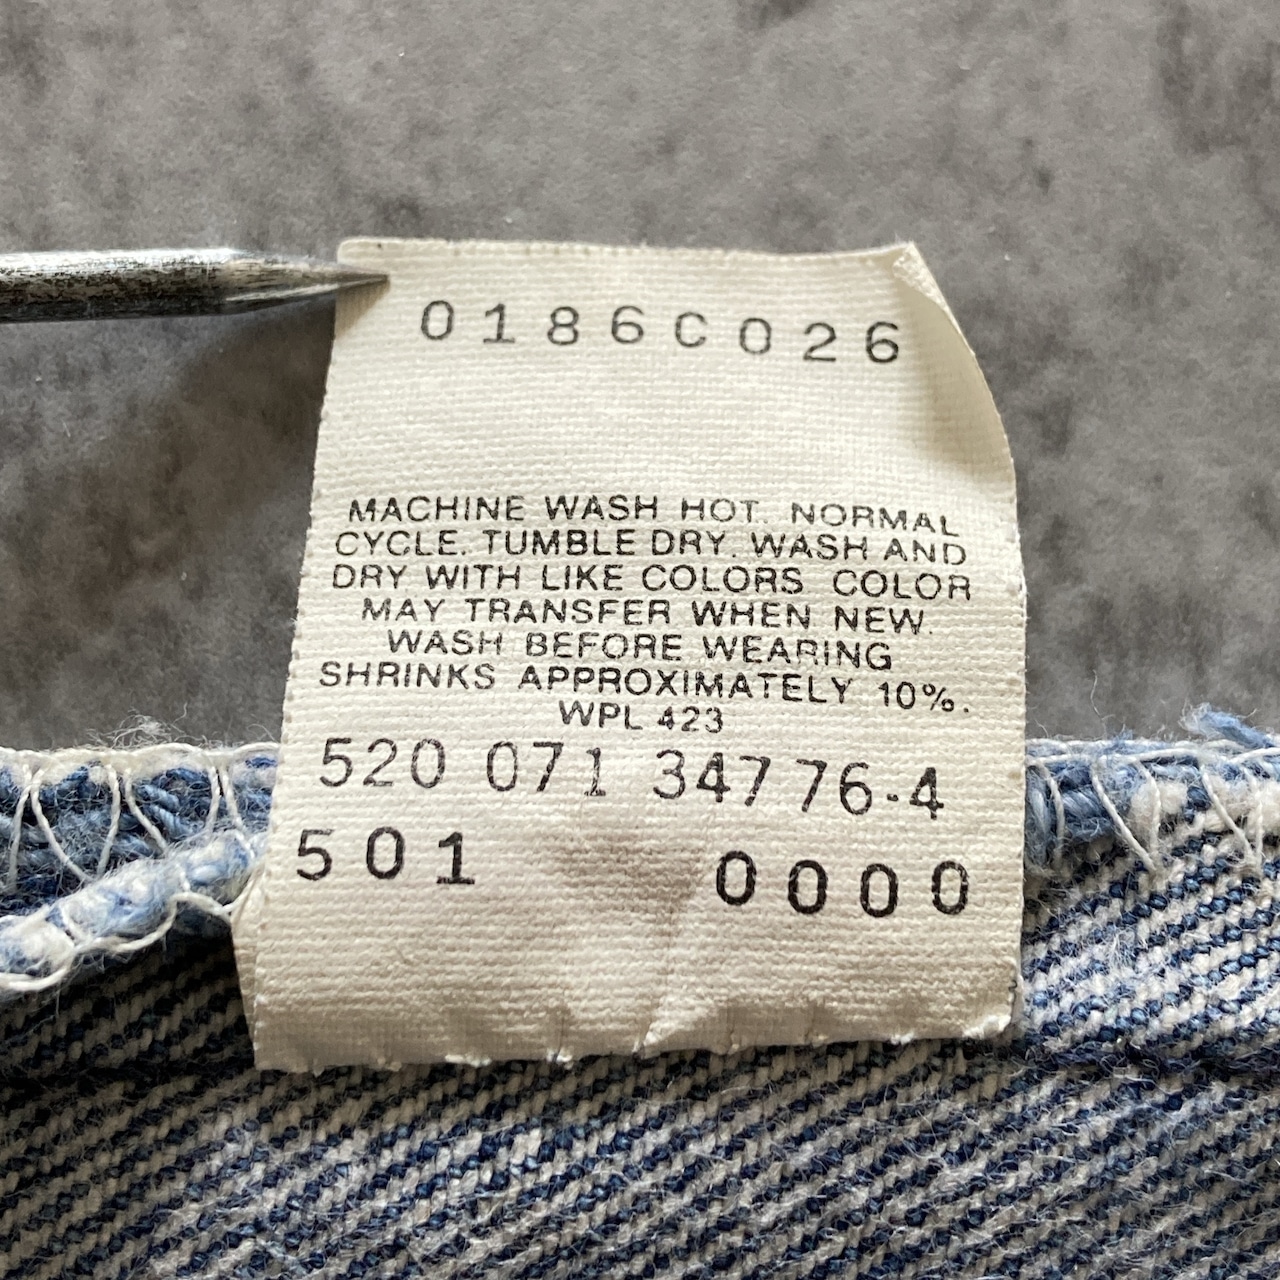 0186C026
MACHINE WASH HOT. NORMAL
CYCLE. TUMBLE DRY. WASH AND
DRY WITH LIKE COLORS COLOR
MAY TRANSFER WHEN NEW.
WASH BEFORE WEARING
SHRINKS APPROXIMATELY 10%.
WPL 423
520 071 34776-4
501 0000